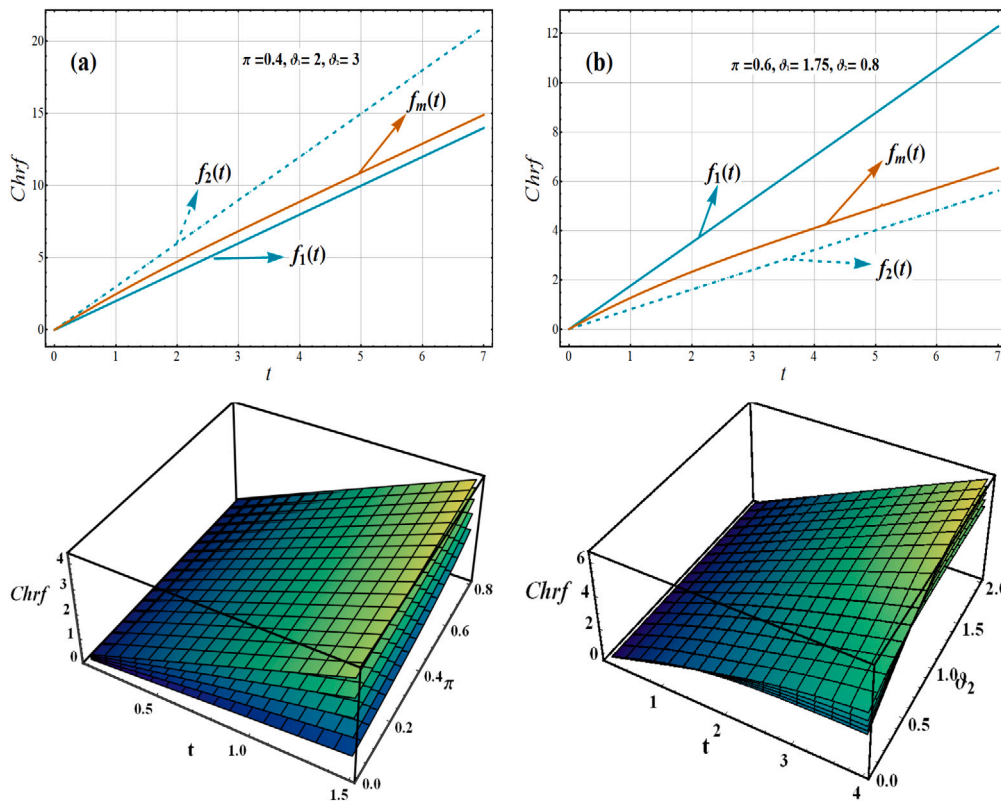 (a)
π =0.4, ϑ₁= 2, ϑ₂= 3
f₂(t)
fₘ(t)
f₁(t)
Chrf
20
15
10
5
0
0 1 2 3 4 5 6 7
t
(b)
π =0.6, ϑ₁= 1.75, ϑ₂= 0.8
f₁(t)
fₘ(t)
f₂(t)
Chrf
12
10
8
6
4
2
0
0 1 2 3 4 5 6 7
t
Chrf
4
3
2
1
0
0.5
1.0
1.5
t
0.0
0.2
0.4
0.6
0.8
π
Chrf
6
4
2
0
1
2
3
4
t
0.0
0.5
1.0
1.5
2.0
ϑ₂